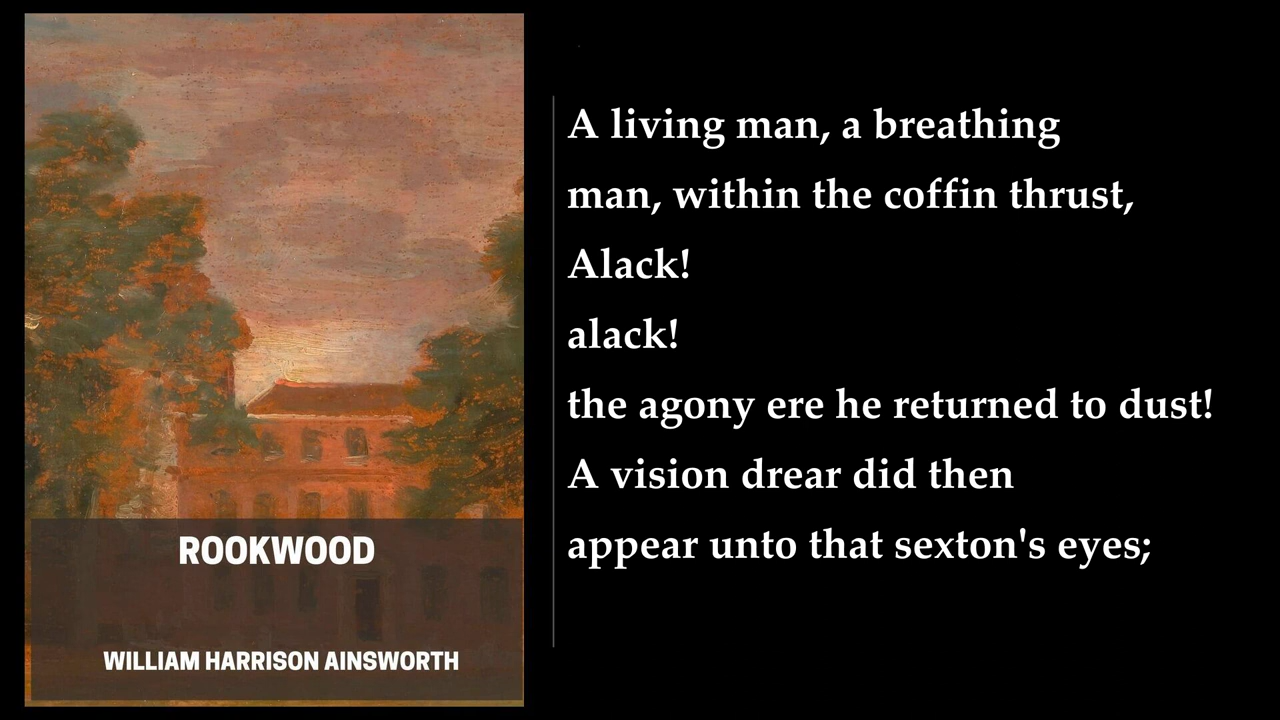 ROOKWOOD
WILLIAM HARRISON AINSWORTH
A living man, a breathing
man, within the coffin thrust,
Alack!
alack!
the agony ere he returned to dust!
A vision drear did then
appear unto that sexton's eyes;